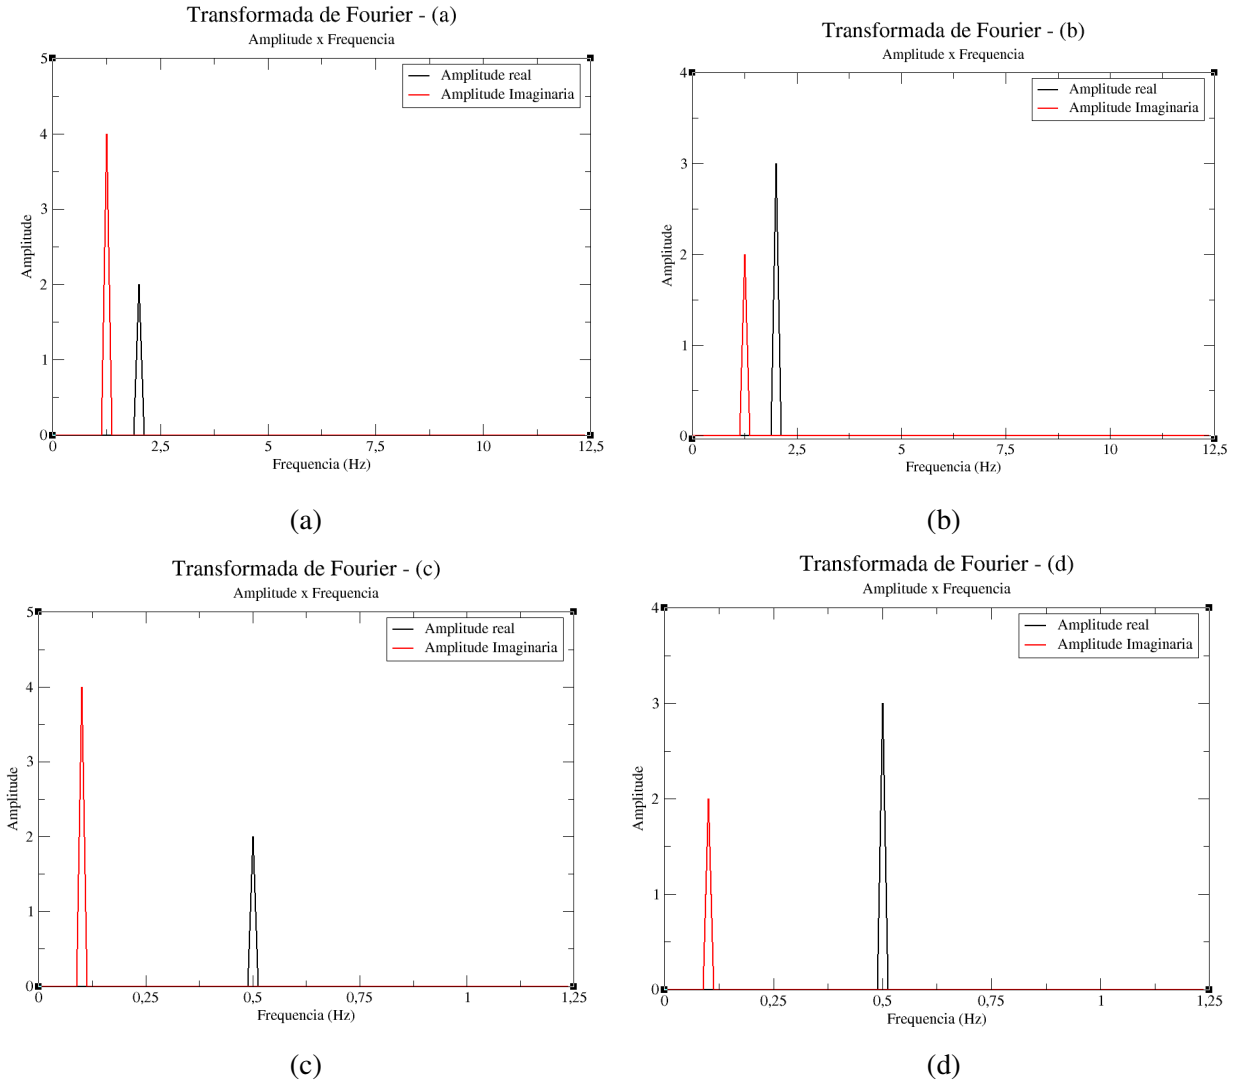 Transformada de Fourier - (a)
Amplitude x Frequencia
Amplitude real
Amplitude Imaginaria
5
4
3
2
1
0
Amplitude
0 2,5 5 7,5 10 12,5
Frequencia (Hz)
(a)
Transformada de Fourier - (b)
Amplitude x Frequencia
Amplitude real
Amplitude Imaginaria
4
3
2
1
0
Amplitude
0 2,5 5 7,5 10 12,5
Frequencia (Hz)
(b)
Transformada de Fourier - (c)
Amplitude x Frequencia
Amplitude real
Amplitude Imaginaria
5
4
3
2
1
0
Amplitude
0 0,25 0,5 0,75 1 1,25
Frequencia (Hz)
(c)
Transformada de Fourier - (d)
Amplitude x Frequencia
Amplitude real
Amplitude Imaginaria
4
3
2
1
0
Amplitude
0 0,25 0,5 0,75 1 1,25
Frequencia (Hz)
(d)